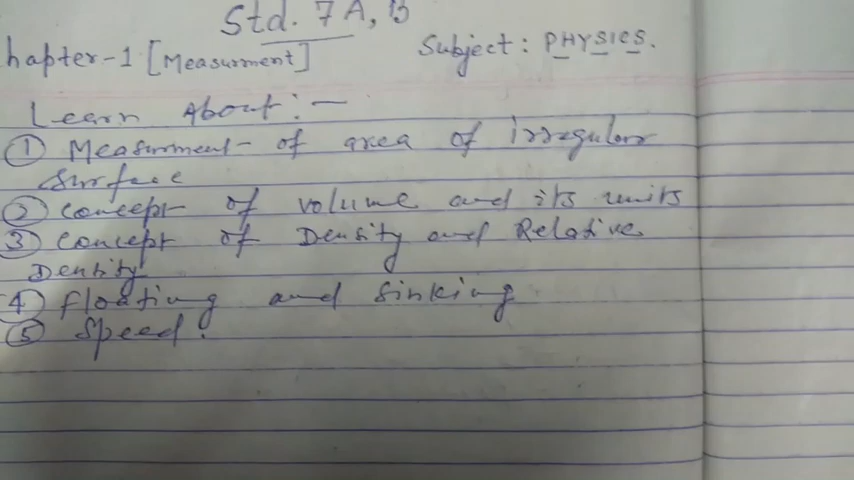 Std. 7 A, B
hapter-1 [Measurment]
Subject: PHYSICS.
Learn About:-
① Measurment- of area of irregular
Surface
② Concept of volume and its units
③ Concept of Density and Relative
Density
④ Floating and Sinking
⑤ Speed.